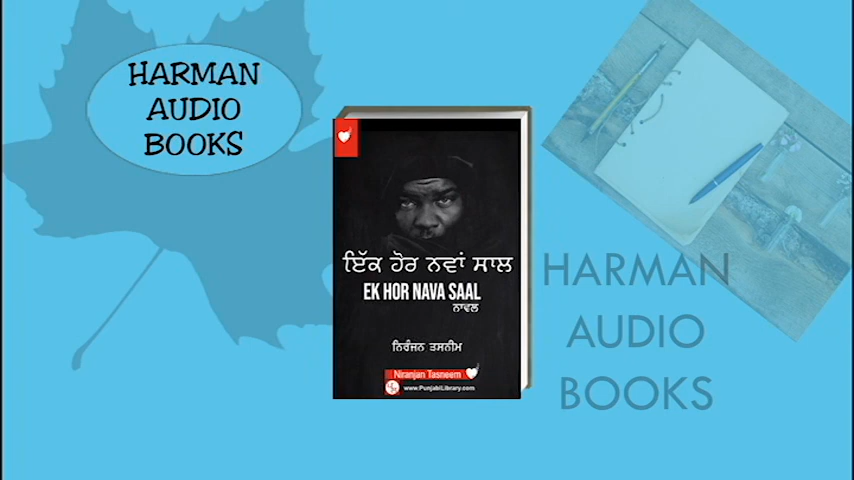 HARMAN
AUDIO
BOOKS
ਇੱਕ ਹੋਰ ਨਵਾਂ ਸਾਲ
EK HOR NAVA SAAL
ਨਾਵਲ
ਨਿਰੰਜਨ ਤਸਨੀਮ
Niranjan Tasneem
www.PunjabiLibrary.com
HARMAN
AUDIO
BOOKS